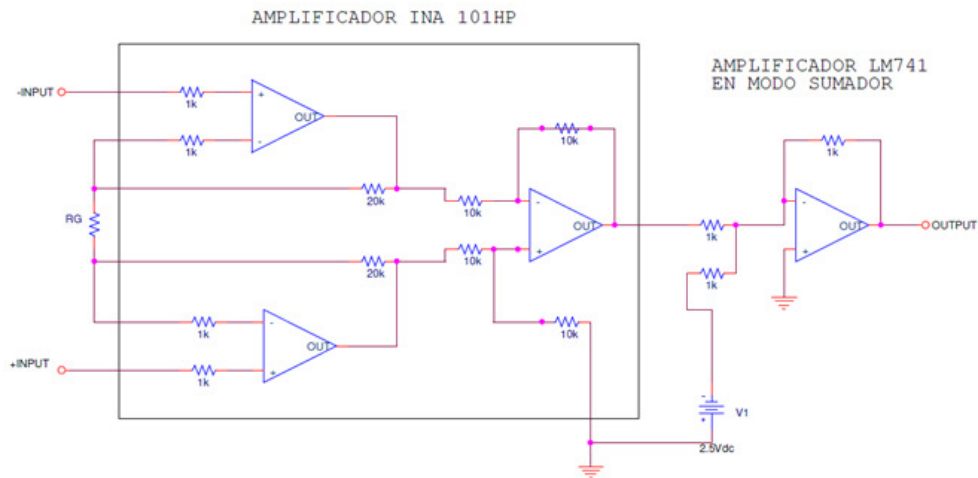 AMPLIFICADOR INA 101HP
AMPLIFICADOR LM741
EN MODO SUMADOR
-INPUT
1k
+
-
OUT
1k
10k
1k
RG
20k
10k
-
+
OUT
1k
-
+
OUT
OUTPUT
20k
10k
1k
1k
-
+
OUT
10k
+INPUT
1k
-
+
V1
2.5Vdc